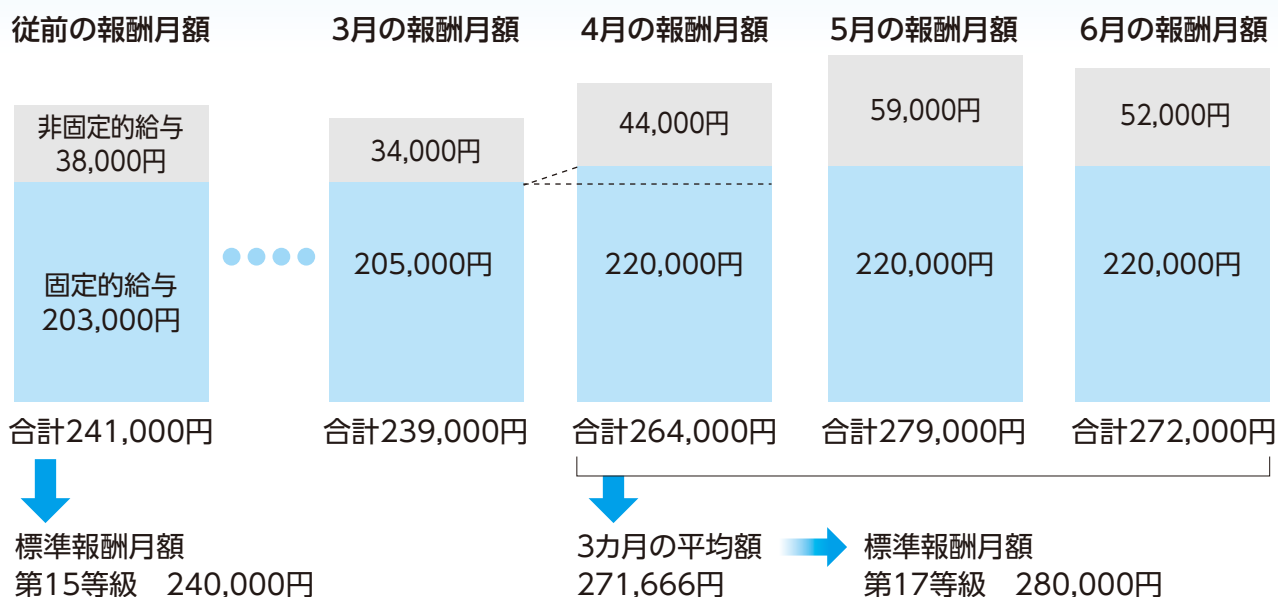 従前の報酬月額
3月の報酬月額
4月の報酬月額
5月の報酬月額
6月の報酬月額
非固定的給与
38,000円
34,000円
44,000円
59,000円
52,000円
固定的給与
203,000円
205,000円
220,000円
220,000円
220,000円
合計241,000円
合計239,000円
合計264,000円
合計279,000円
合計272,000円
標準報酬月額
第15等級 240,000円
3カ月の平均額
271,666円
標準報酬月額
第17等級 280,000円